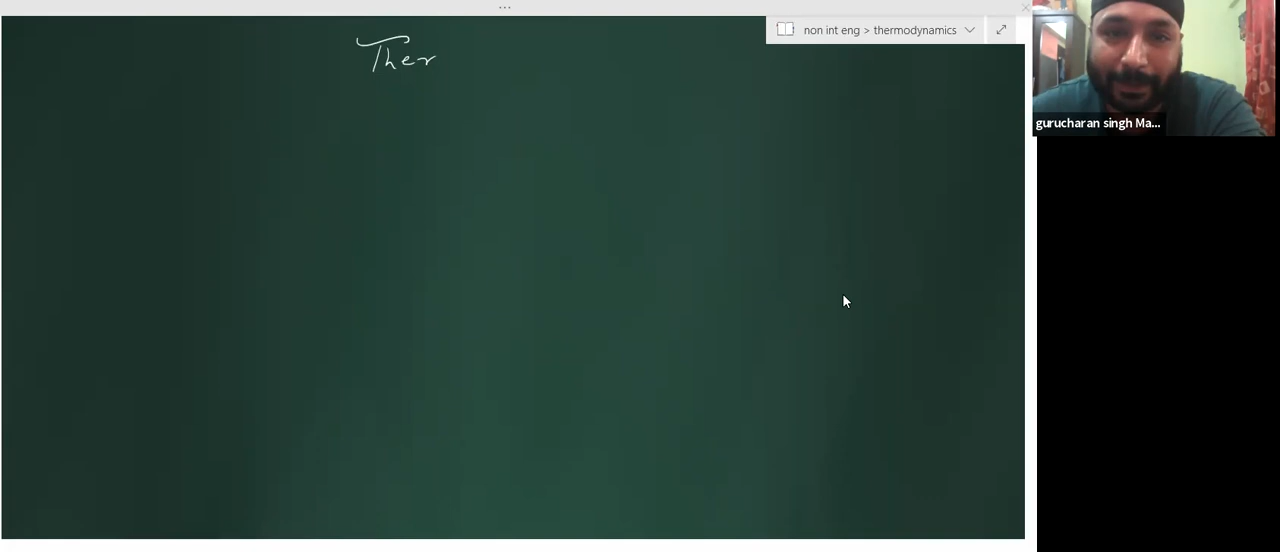 ...
non int eng > thermodynamics
Ther
gurucharan singh Ma...